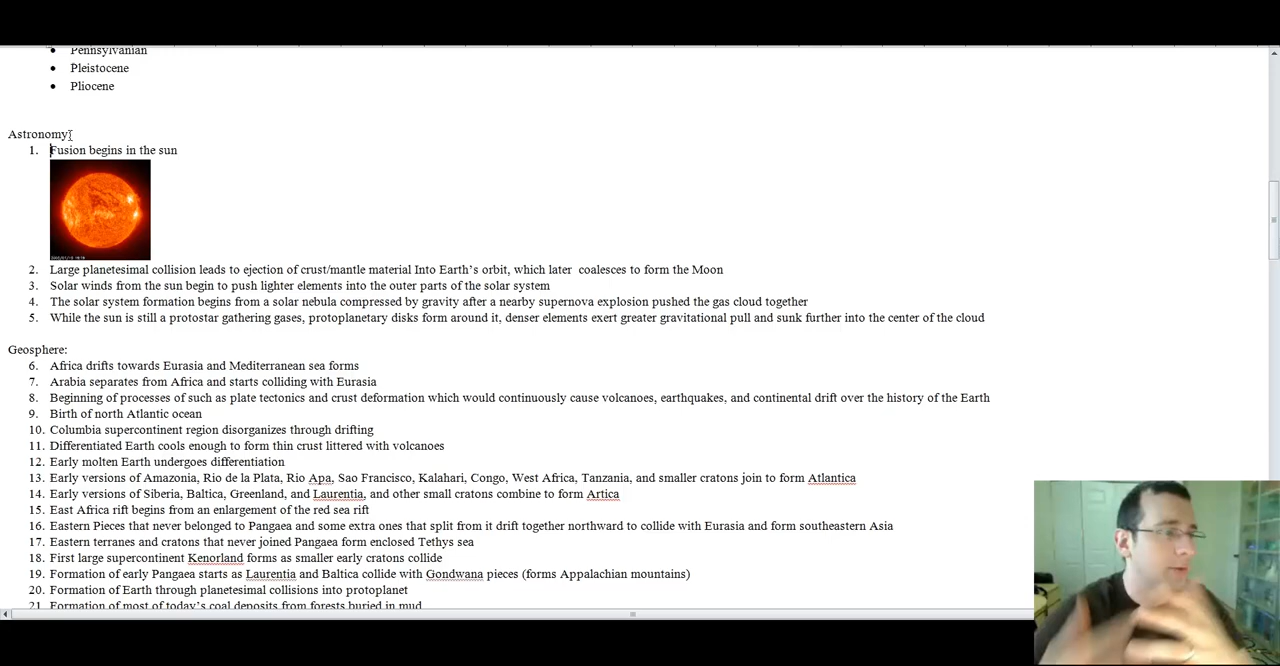 • Pennsylvanian
• Pleistocene
• Pliocene
Astronomy:
1. Fusion begins in the sun
2. Large planetesimal collision leads to ejection of crust/mantle material Into Earth's orbit, which later coalesces to form the Moon
3. Solar winds from the sun begin to push lighter elements into the outer parts of the solar system
4. The solar system formation begins from a solar nebula compressed by gravity after a nearby supernova explosion pushed the gas cloud together
5. While the sun is still a protostar gathering gases, protoplanetary disks form around it, denser elements exert greater gravitational pull and sunk further into the center of the cloud
Geosphere:
6. Africa drifts towards Eurasia and Mediterranean sea forms
7. Arabia separates from Africa and starts colliding with Eurasia
8. Beginning of processes of such as plate tectonics and crust deformation which would continuously cause volcanoes, earthquakes, and continental drift over the history of the Earth
9. Birth of north Atlantic ocean
10. Columbia supercontinent region disorganizes through drifting
11. Differentiated Earth cools enough to form thin crust littered with volcanoes
12. Early molten Earth undergoes differentiation
13. Early versions of Amazonia, Rio de la Plata, Rio Apa, Sao Francisco, Kalahari, Congo, West Africa, Tanzania, and smaller cratons join to form Atlantica
14. Early versions of Siberia, Baltica, Greenland, and Laurentia, and other small cratons combine to form Artica
15. East Africa rift begins from an enlargement of the red sea rift
16. Eastern Pieces that never belonged to Pangaea and some extra ones that split from it drift together northward to collide with Eurasia and form southeastern Asia
17. Eastern terranes and cratons that never joined Pangaea form enclosed Tethys sea
18. First large supercontinent Kenorland forms as smaller early cratons collide
19. Formation of early Pangaea starts as Laurentia and Baltica collide with Gondwana pieces (forms Appalachian mountains)
20. Formation of Earth through planetesimal collisions into protoplanet
21. Formation of most of today's coal deposits from forests buried in mud